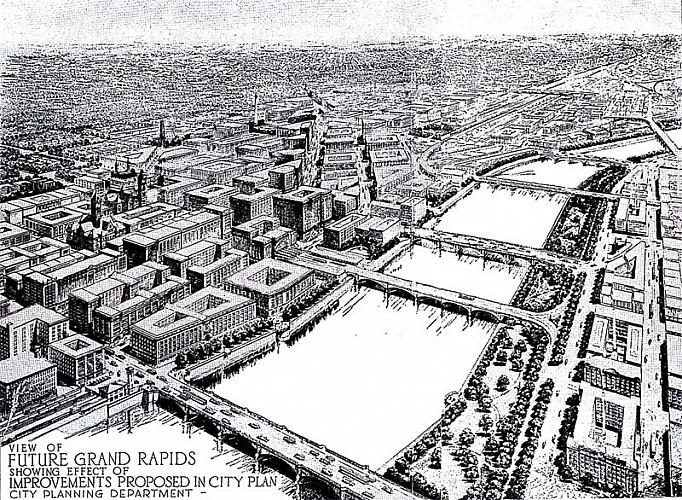 VIEW OF
FUTURE GRAND RAPIDS
SHOWING EFFECT OF
IMPROVEMENTS PROPOSED IN CITY PLAN
CITY PLANNING DEPARTMENT –